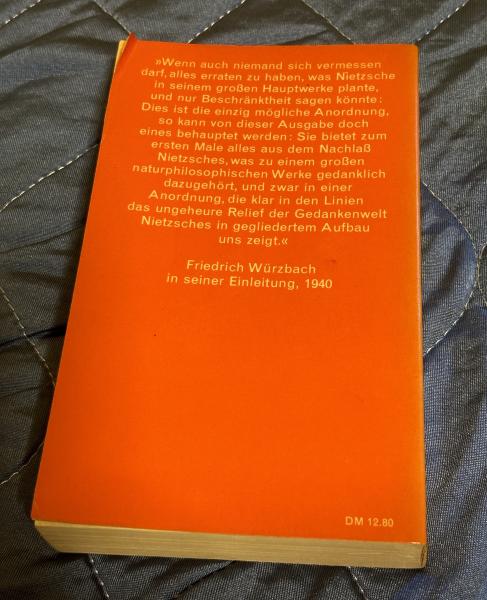 »Wenn auch niemand sich vermessen
darf, alles erraten zu haben, was Nietzsche
in seinem großen Hauptwerke plante,
und nur Beschränktheit sagen könnte:
Dies ist die einzig mögliche Anordnung,
so kann von dieser Ausgabe doch
eines behauptet werden: Sie bietet zum
ersten Male alles aus dem Nachlaß
Nietzsches, was zu einem großen
naturphilosophischen Werke gedanklich
dazugehört, und zwar in einer
Anordnung, die klar in den Linien
das ungeheure Relief der Gedankenwelt
Nietzsches in gegliedertem Aufbau
uns zeigt.«
Friedrich Würzbach
in seiner Einleitung, 1940
DM 12.80